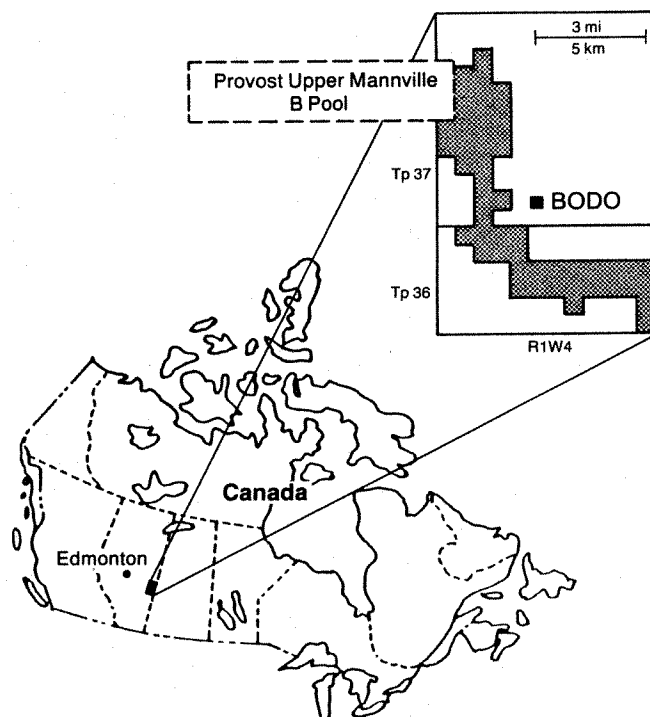 3 mi
5 km
Provost Upper Mannville
B Pool
Tp 37
BODO
Tp 36
R1W4
Canada
Edmonton